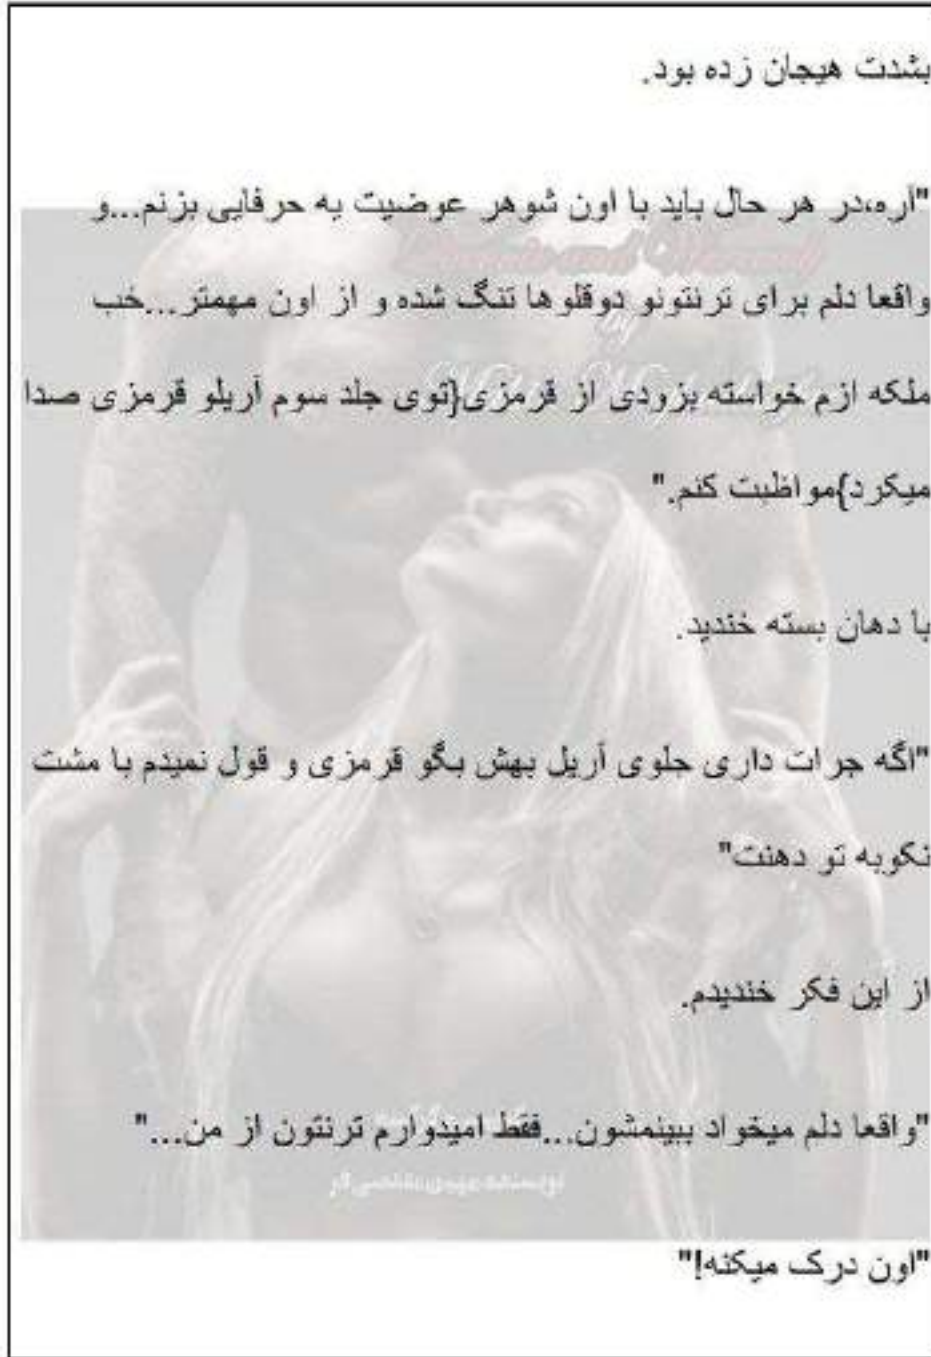 بشدت هیجان زده بود.
"آره،در هر حال باید با اون شوهر عوضیت یه حرفایی بزنم...و
واقعا دلم برای ترنتونو دوقلو ها تنگ شده و از اون مهمتر...خب
ملکه ازم خواسته بزودی از قرمزی{توی جلد سوم آریلو قرمزی صدا
میکرد}مواظبت کنم."
با دهان بسته خندید.
"اگه جرات داری جلوی آریل بهش بگو قرمزی و قول نمیدم با مشت
نکوبه تو دهنت"
از این فکر خندیدم.
"واقعا دلم میخواد ببینمشون...فقط امیدوارم ترنتون از من..."
"اون درک میکنه!"